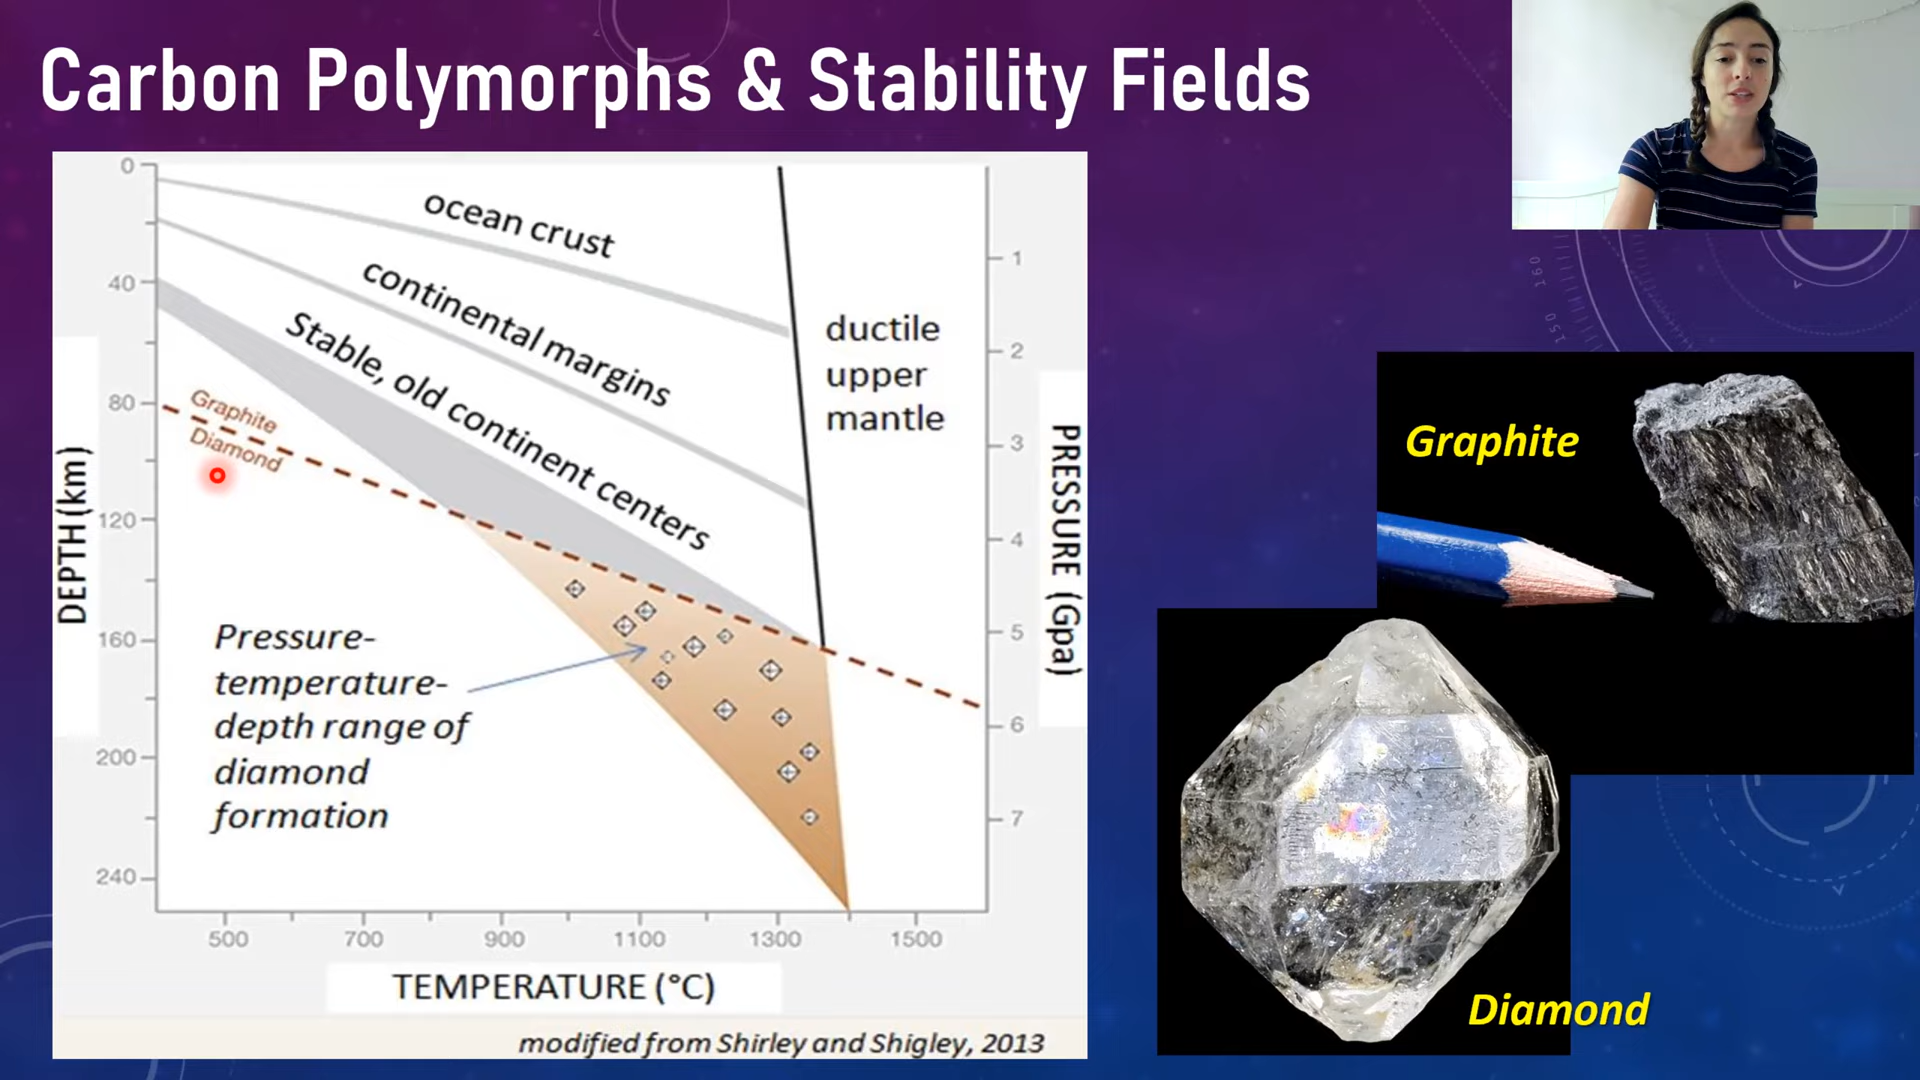 Carbon Polymorphs & Stability Fields
0
40
80
120
160
200
240
DEPTH (km)
ocean crust
continental margins
Stable, old continent centers
Graphite
Diamond
ductile
upper
mantle
Pressure-
temperature-
depth range of
diamond
formation
1
2
3
4
5
6
7
PRESSURE (Gpa)
500
700
900
1100
1300
1500
TEMPERATURE (°C)
modified from Shirley and Shigley, 2013
160
150
Graphite
Diamond